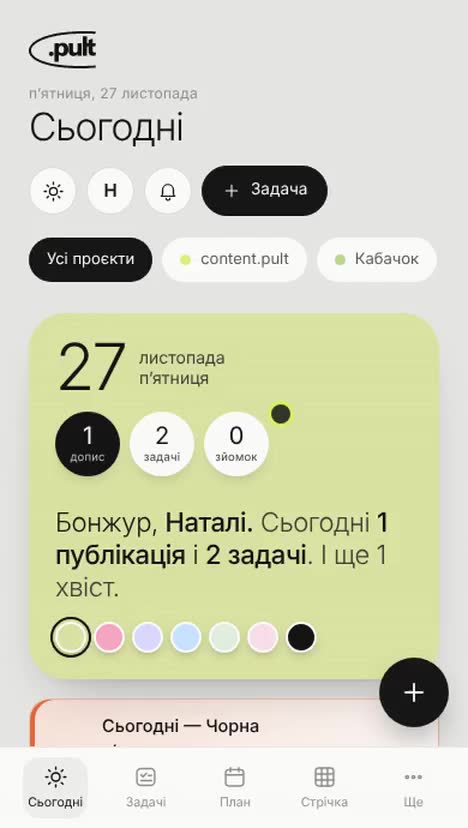 .pult
п'ятниця, 27 листопада
Сьогодні
H
+ Задача
Усі проєкти
content.pult
Кабачок
27
листопада
п'ятниця
1
допис
2
задачі
0
зйомок
Бонжур, Наталі. Сьогодні 1
публікація і 2 задачі. І ще 1
хвіст.
+
Сьогодні — Чорна
Сьогодні
Задачі
План
Стрічка
Ще